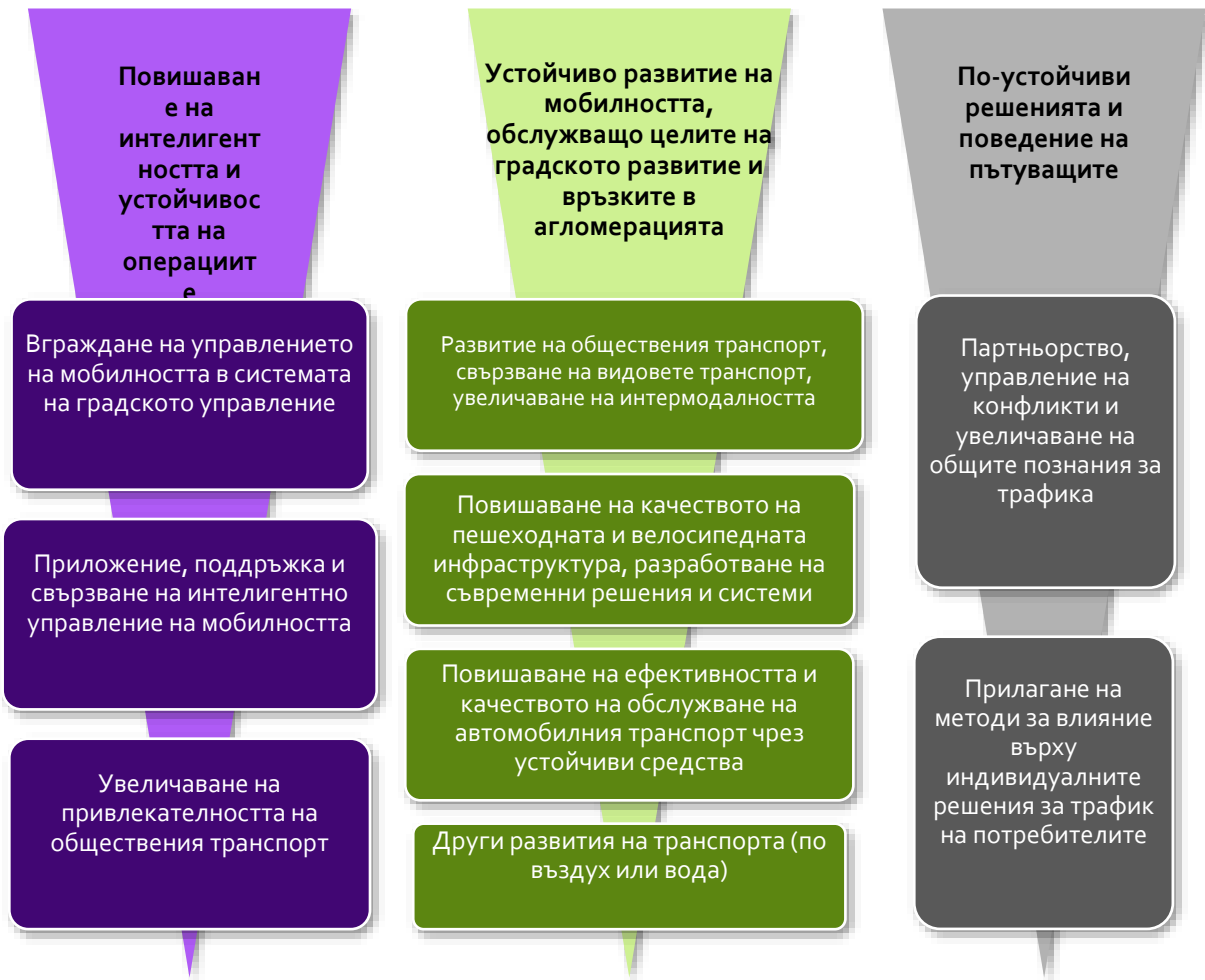 Повишаван
е на
интелигент
ността и
устойчивос
тта на
операциит
е
Вграждане на управлението
на мобилността в системата
на градското управление
Приложение, поддръжка и
свързване на интелигентно
управление на мобилността
Увеличаване на
привлекателността на
обществения транспорт
Устойчиво развитие на
мобилността,
обслужващо целите на
градското развитие и
връзките в
агломерацията
Развитие на обществения транспорт,
свързване на видовете транспорт,
увеличаване на интермодалността
Повишаване на качеството на
пешеходната и велосипедната
инфраструктура, разработване на
съвременни решения и системи
Повишаване на ефективността и
качеството на обслужване на
автомобилния транспорт чрез
устойчиви средства
Други развития на транспорта (по
въздух или вода)
По-устойчиви
решенията и
поведение на
пътуващите
Партньорство,
управление на
конфликти и
увеличаване на
общите познания за
трафика
Прилагане на
методи за влияние
върху
индивидуалните
решения за трафик
на потребителите